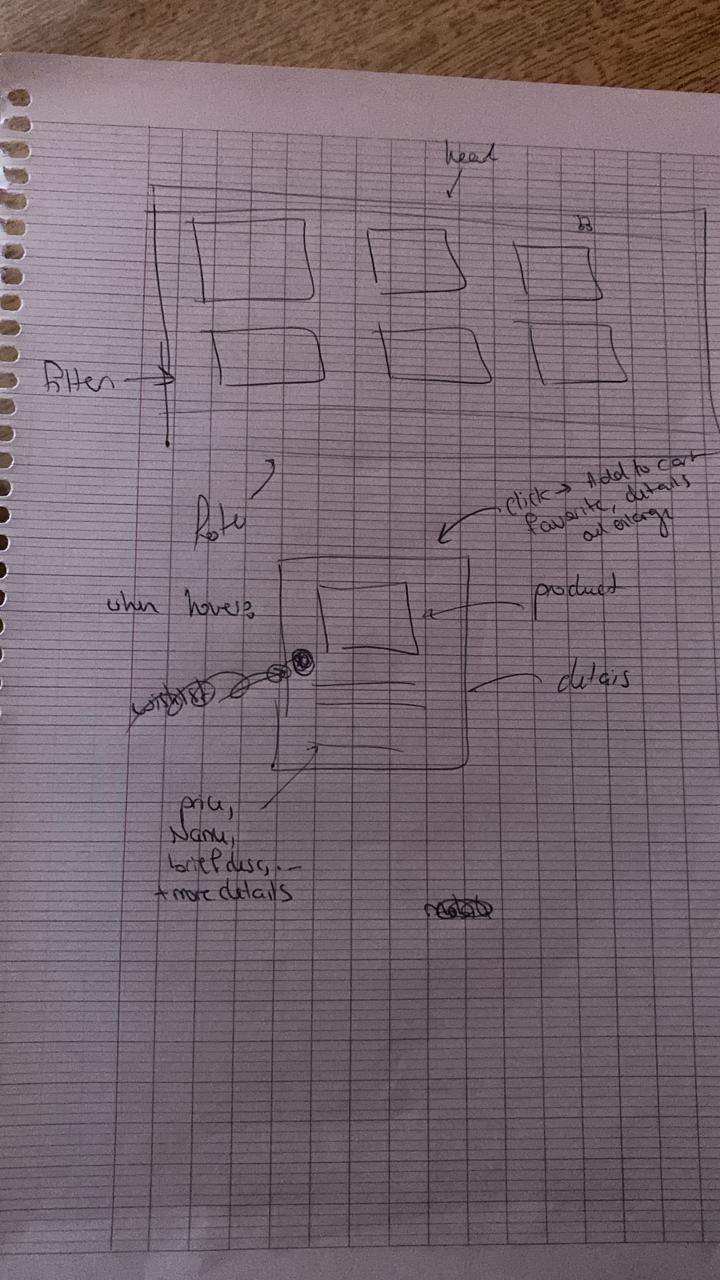 head
filter
click → Add to cart
favorite, details
and enlarge
when hover:
product
details
price,
Name,
brief desc, ...
+ more details